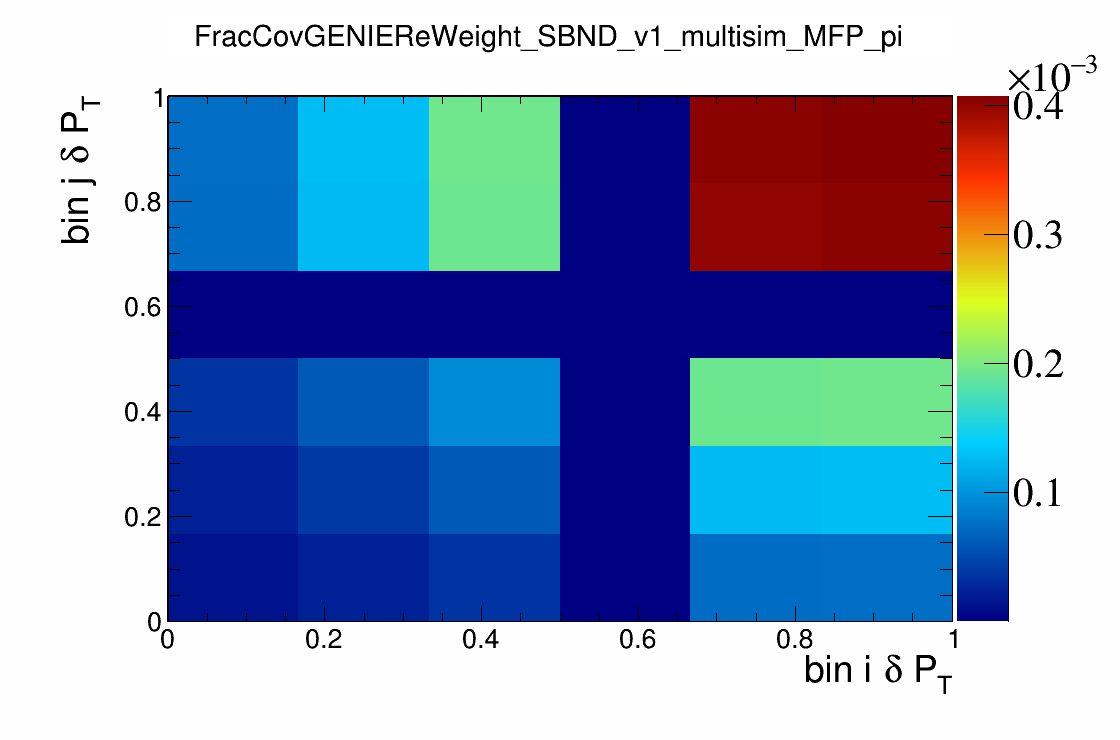 FracCovGENIEReWeight_SBND_v1_multisim_MFP_pi
×10⁻³
bin j δ P_T
1
0.8
0.6
0.4
0.2
0
0 0.2 0.4 0.6 0.8 1
bin i δ P_T
0.4
0.3
0.2
0.1